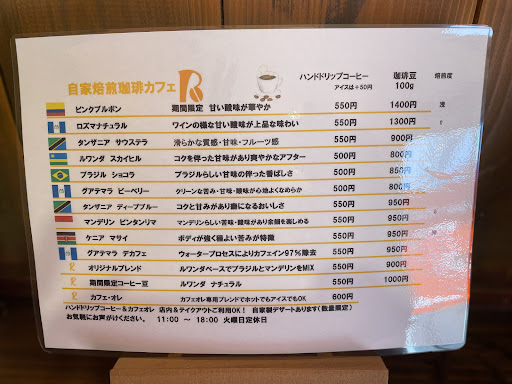 自家焙煎珈琲カフェ R ハンドドリップコーヒー 珈琲豆 焙煎度
アイスは+50円 100g
ピンクブルボン 期間限定 甘い酸味が華やか 550円 1400円 浅
ロズマナチュラル ワインの様な甘い酸味が上品な味わい 550円 1300円
タンザニア サウステラ 滑らかな質感・甘味・フルーツ感 550円 900円
ルワンダ スカイヒル コクを伴った甘味があり爽やかなアフター 500円 800円
ブラジル ショコラ ブラジルらしい甘味の伴った香ばしさ 500円 850円
グアテマラ ピーベリー クリーンな苦み・甘味・酸味が心地よくなめらか 500円 800円
タンザニア ディープブルー コクと甘みがあり癖になるおいしさ 550円 950円
マンデリン ビンタンリマ マンデリンらしい苦味・酸味があり余韻を楽しめる 550円 950円
ケニア マサイ ボディが強く程よい苦みが特徴 550円 950円
グアテマラ デカフェ ウォータープロセスによりカフェイン97%除去 550円 950円
R オリジナルブレンド ルワンダベースでブラジルとマンデリンをMIX 550円 900円
R 期間限定コーヒー豆 ルワンダ ナチュラル 550円 1000円
R カフェ・オレ カフェオレ専用ブレンドでホットでもアイスでもOK 600円
ハンドドリップコーヒー&カフェオレ 店内&テイクアウトご利用OK! 自家製デザートあります(数量限定)
お気軽にお声がけください。 11:00 ~ 18:00 火曜日定休日